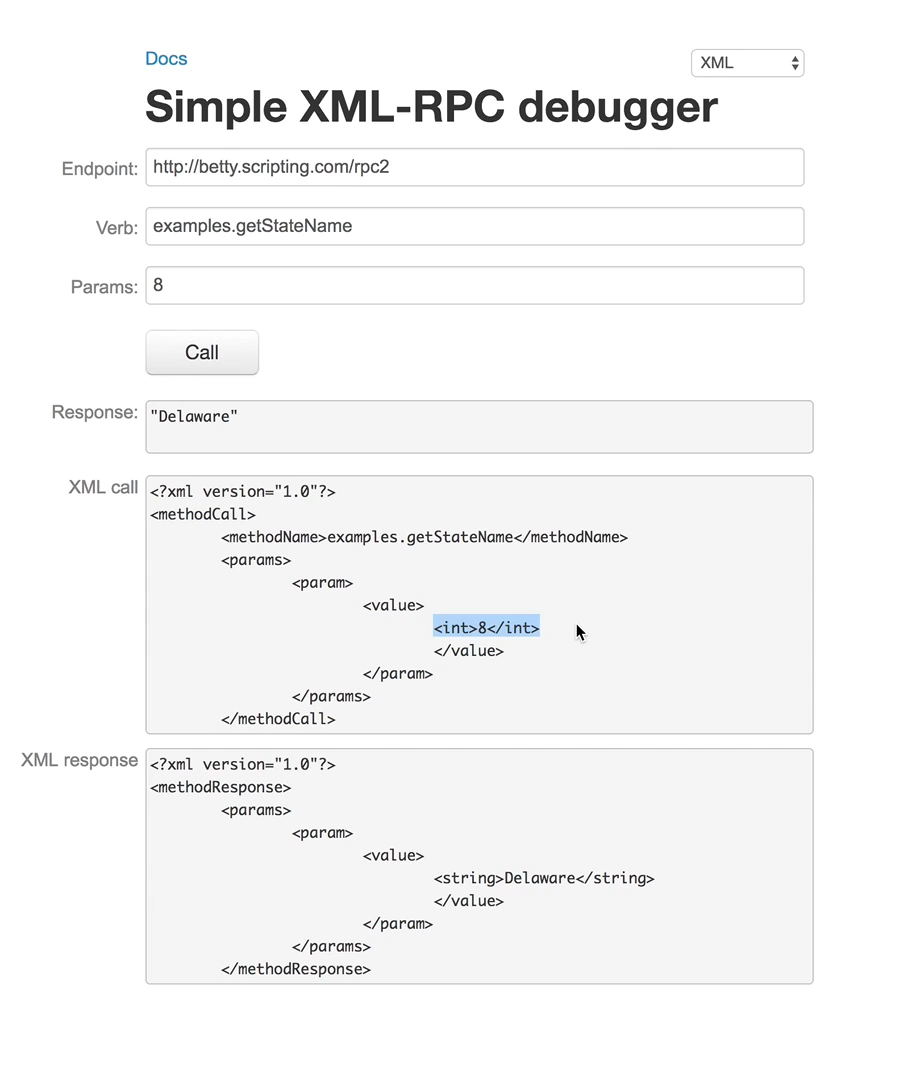 Docs
XML
Simple XML-RPC debugger
Endpoint: http://betty.scripting.com/rpc2
Verb: examples.getStateName
Params: 8
Call
Response: "Delaware"
XML call <?xml version="1.0"?>
<methodCall>
<methodName>examples.getStateName</methodName>
<params>
<param>
<value>
<int>8</int>
</value>
</param>
</params>
</methodCall>
XML response <?xml version="1.0"?>
<methodResponse>
<params>
<param>
<value>
<string>Delaware</string>
</value>
</param>
</params>
</methodResponse>